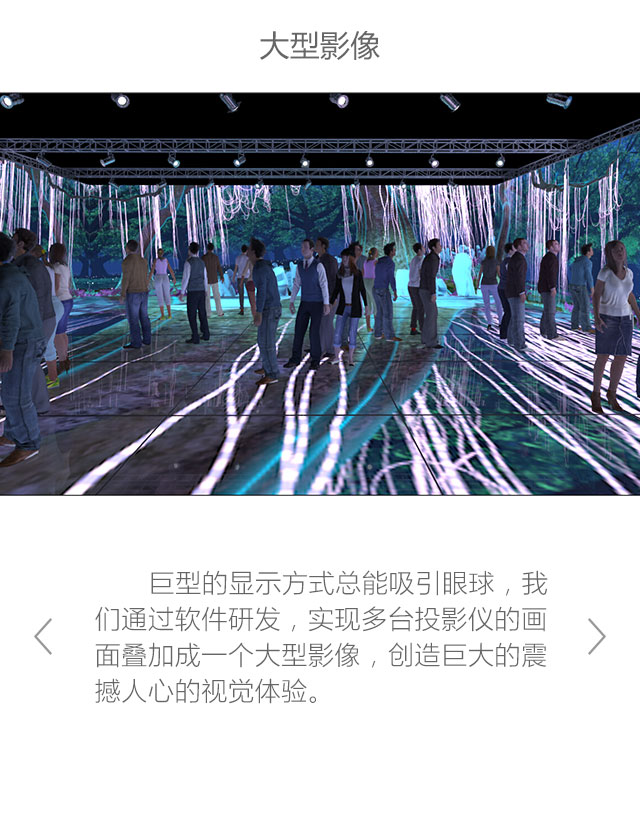 大型影像
巨型的显示方式总能吸引眼球，我
们通过软件研发，实现多台投影仪的画
面叠加成一个大型影像，创造巨大的震
撼人心的视觉体验。